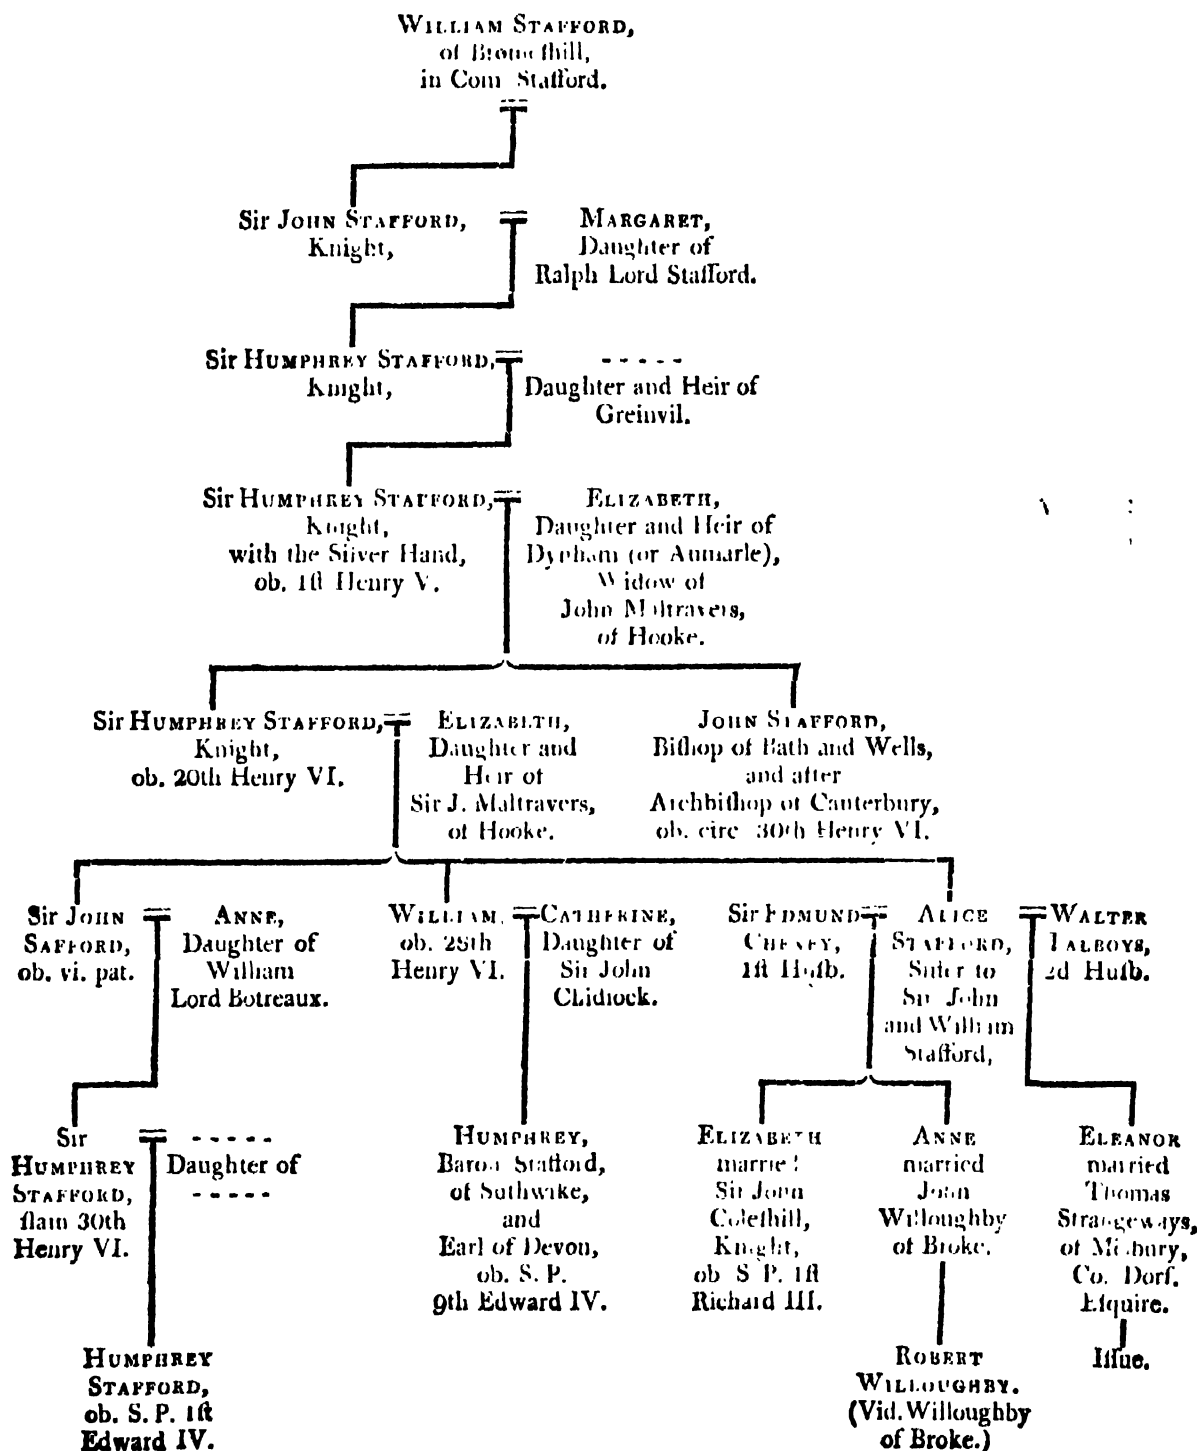 WILLIAM STAFFORD,
of Bromeſhill,
in Com Stafford.
Sir JOHN STAFFORD,
Knight,
MARGARET,
Daughter of
Ralph Lord Stafford.
Sir HUMPHREY STAFFORD,
Knight,
- - - - -
Daughter and Heir of
Greinvil.
Sir HUMPHREY STAFFORD,
Knight,
with the Silver Hand,
ob. 1ſt Henry V.
ELIZABETH,
Daughter and Heir of
Dynham (or Aumarle),
Widow of
John Maltravers,
of Hooke.
Sir HUMPHREY STAFFORD,
Knight,
ob. 20th Henry VI.
ELIZABETH,
Daughter and
Heir of
Sir J. Maltravers,
of Hooke.
JOHN STAFFORD,
Biſhop of Bath and Wells,
and after
Archbiſhop of Canterbury,
ob. circ 30th Henry VI.
Sir JOHN
SAFFORD,
ob. vi. pat.
ANNE,
Daughter of
William
Lord Botreaux.
WILLIAM,
ob. 28th
Henry VI.
CATHERINE,
Daughter of
Sir John
Chidiock.
Sir EDMUND
CHENEY,
1ſt Huſb.
ALICE
STAFFORD,
Siſter to
Sir John
and William
Stafford,
WALTER
TALBOYS,
2d Huſb.
Sir
HUMPHREY
STAFFORD,
ſlain 30th
Henry VI.
- - - - -
Daughter of
- - - - -
HUMPHREY,
Baron Stafford,
of Suthwike,
and
Earl of Devon,
ob. S. P.
9th Edward IV.
ELIZABETH
married
Sir John
Coleſhill,
Knight,
ob S P. 1ſt
Richard III.
ANNE
married
John
Willoughby
of Broke.
ELEANOR
married
Thomas
Strangeways,
of
Co. Dorſ.
Eſquire.
HUMPHREY
STAFFORD,
ob. S. P. 1ſt
Edward IV.
ROBERT
WILLOUGHBY.
(Vid. Willoughby
of Broke.)
Iſſue.